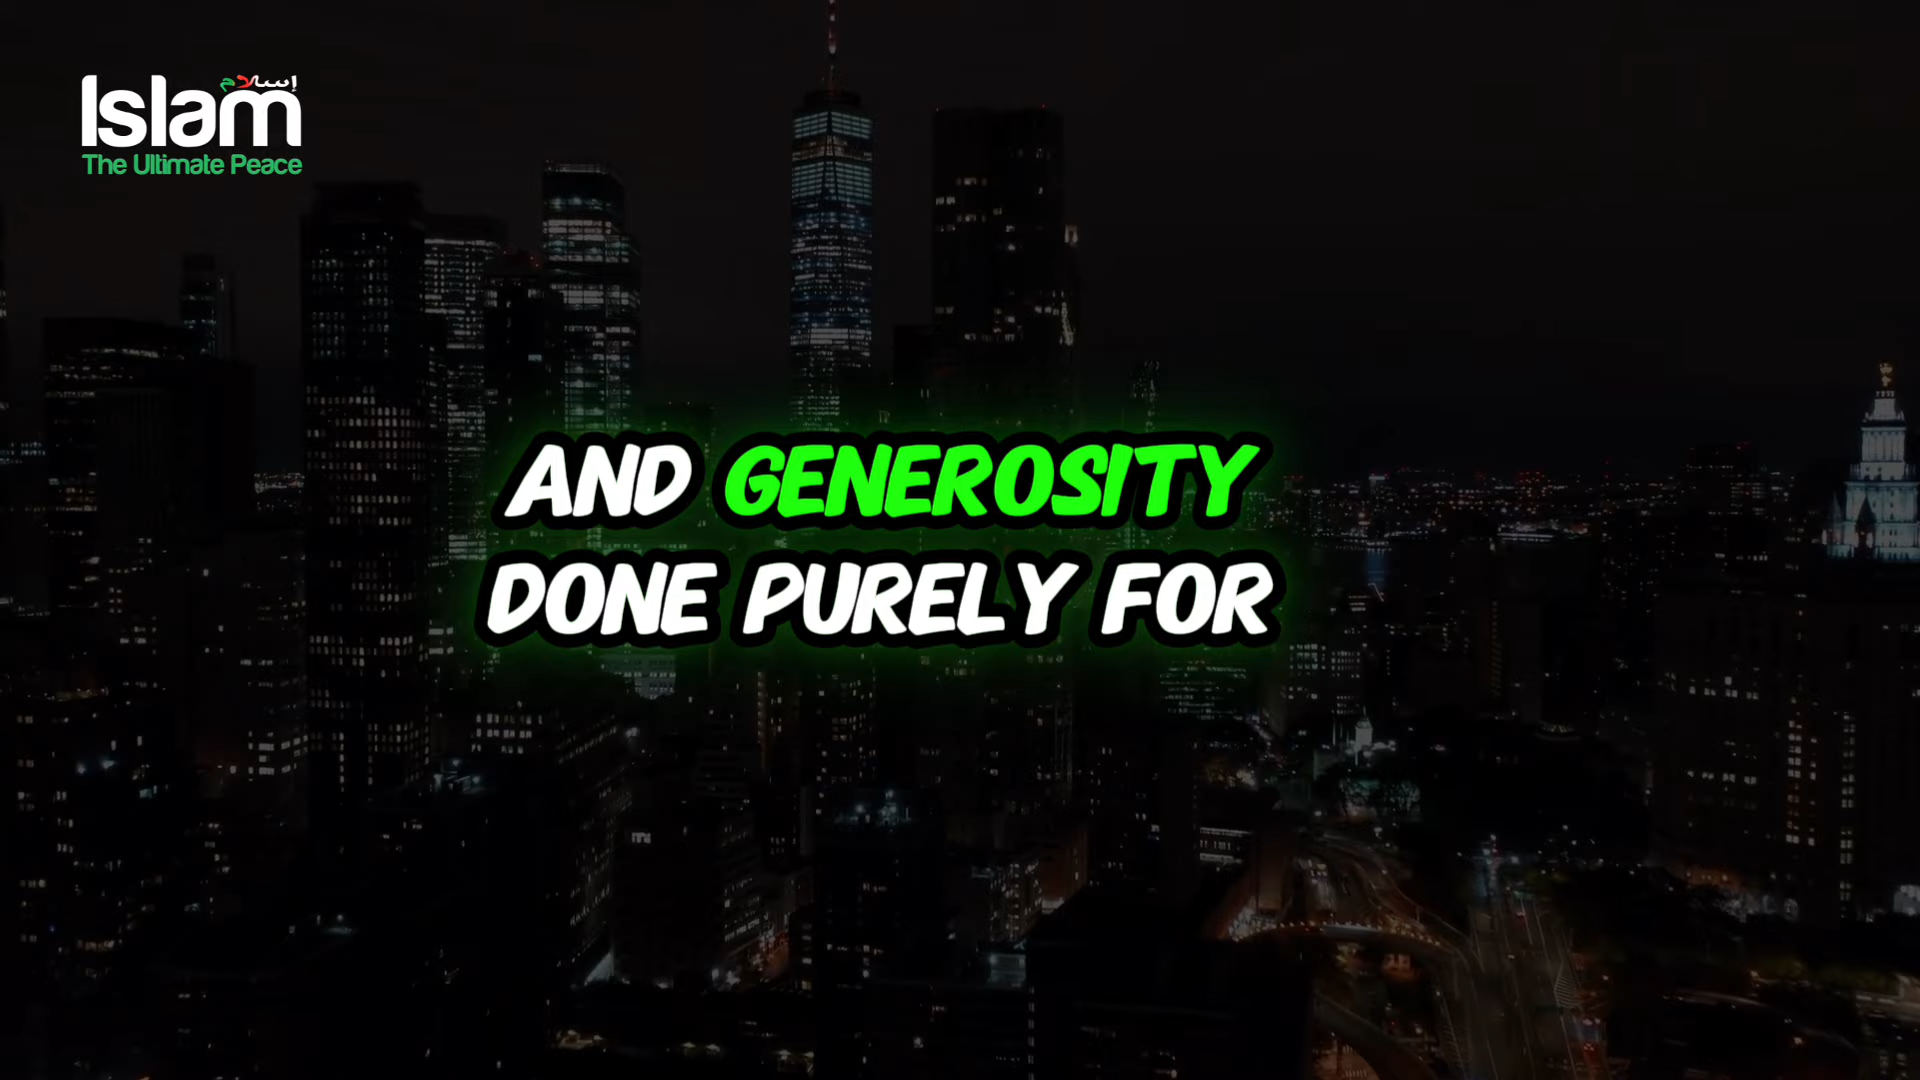 إسلام
Islam
The Ultimate Peace
AND GENEROSITY
DONE PURELY FOR